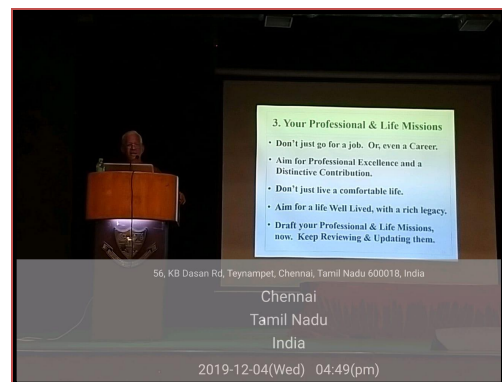 3. Your Professional & Life Missions
• Don't just go for a job. Or, even a Career.
• Aim for Professional Excellence and a
Distinctive Contribution.
• Don't just live a comfortable life.
• Aim for a life Well Lived, with a rich legacy.
• Draft your Professional & Life Missions,
now. Keep Reviewing & Updating them.
56, KB Dasan Rd, Teynampet, Chennai, Tamil Nadu 600018, India
Chennai
Tamil Nadu
India
2019-12-04(Wed) 04:49(pm)